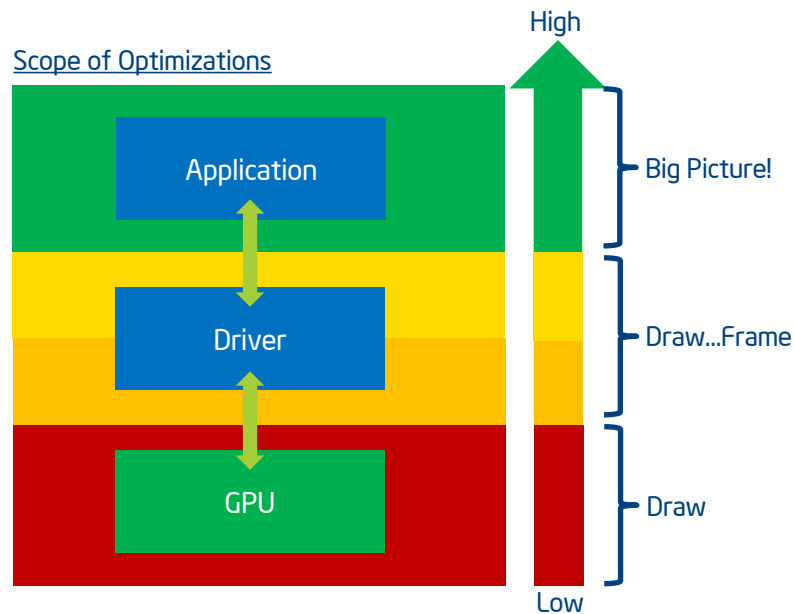 High
Scope of Optimizations
Application
Big Picture!
Driver
Draw...Frame
GPU
Draw
Low